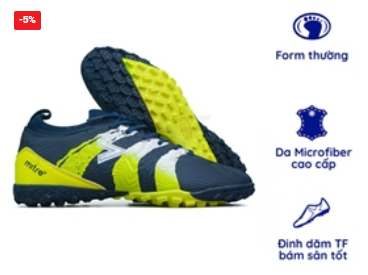 -5%
Form thường
Da Microfiber
cao cấp
mitre
Đinh dăm TF
bám sân tốt